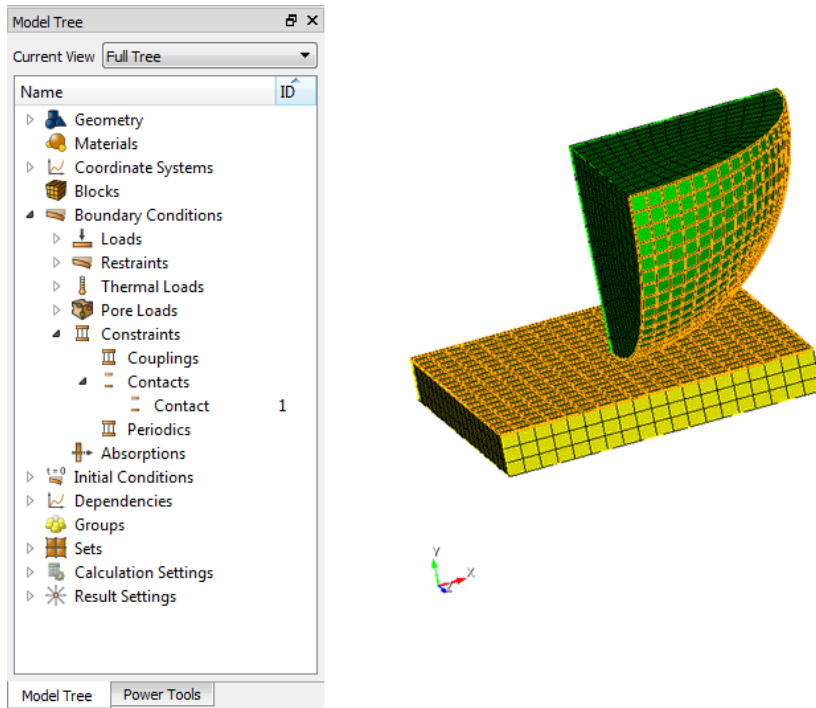 Model Tree
Current View Full Tree
Name ID
Geometry
Materials
Coordinate Systems
Blocks
Boundary Conditions
Loads
Restraints
Thermal Loads
Pore Loads
Constraints
Couplings
Contacts
Contact 1
Periodics
Absorptions
t=0 Initial Conditions
Dependencies
Groups
Sets
Calculation Settings
Result Settings
Model Tree Power Tools
Y
X
Z